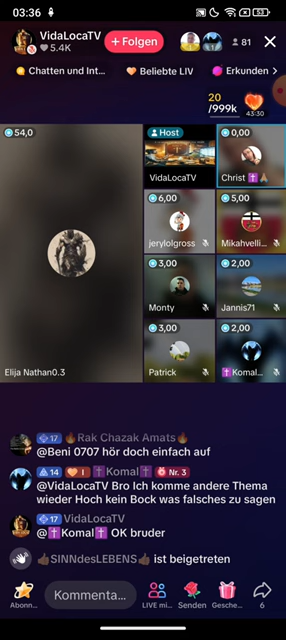 03:36
53
VidaLocaTV
5.4K
+ Folgen
81
Chatten und Int...
Beliebte LIV
Erkunden >
20
/999k
43:30
54,0
Host
VidaLocaTV
0,00
Christ
6,00
jerylolgross
5,00
Mikahvelli...
3,00
Monty
2,00
Jannis71
3,00
Patrick
2,00
Komal...
Elija Nathan0.3
17 Rak Chazak Amats
@Beni 0707 hör doch einfach auf
14 I Komal Nr. 3
@VidaLocaTV Bro Ich komme andere Thema
wieder Hoch kein Bock was falsches zu sagen
17 VidaLocaTV
@Komal OK bruder
SINNdesLEBENS ist beigetreten
Abonn...
Kommenta...
LIVE mi...
Senden
Gesche...
6